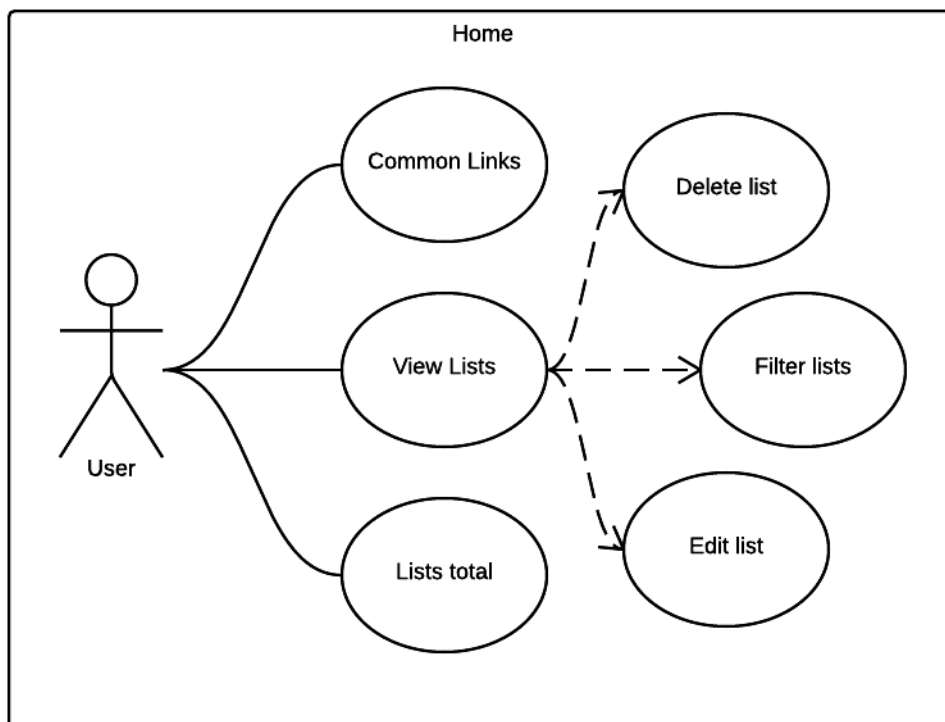 Home
Common Links
Delete list
View Lists
Filter lists
User
Edit list
Lists total